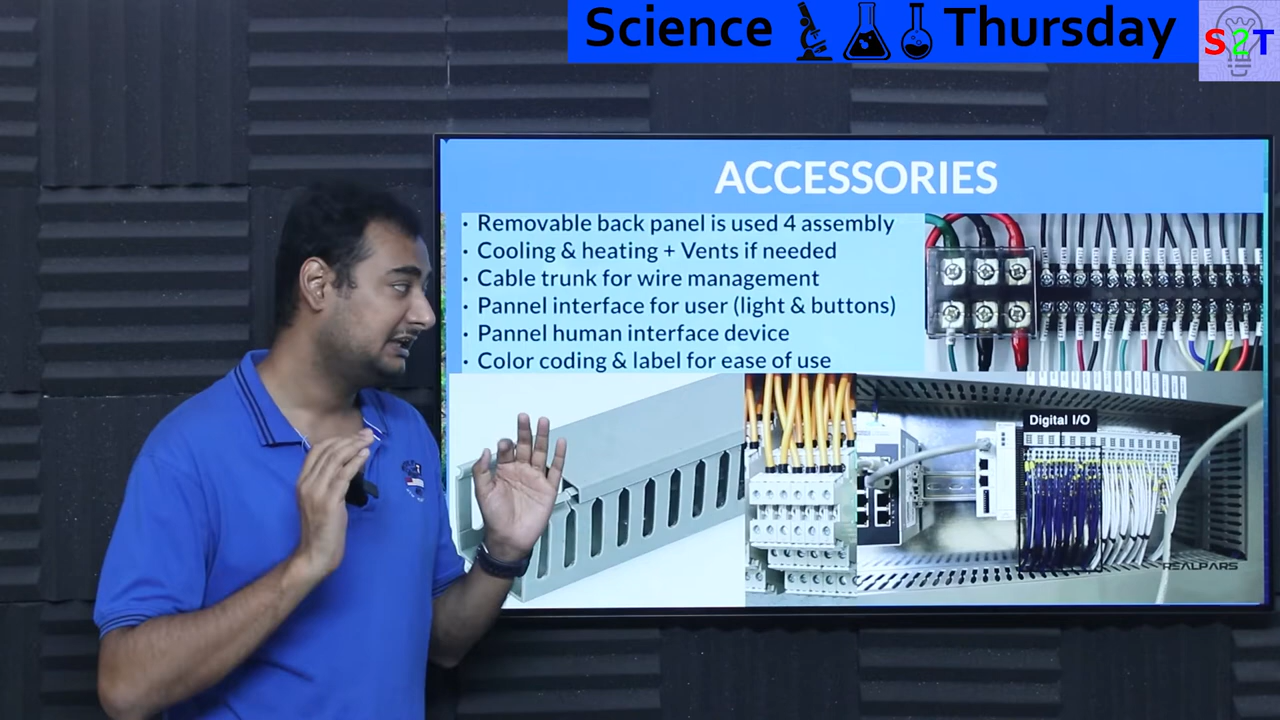 Science Thursday
S2T
ACCESSORIES
· Removable back panel is used 4 assembly
· Cooling & heating + Vents if needed
· Cable trunk for wire management
· Pannel interface for user (light & buttons)
· Pannel human interface device
· Color coding & label for ease of use
Digital I/O
REALPARS